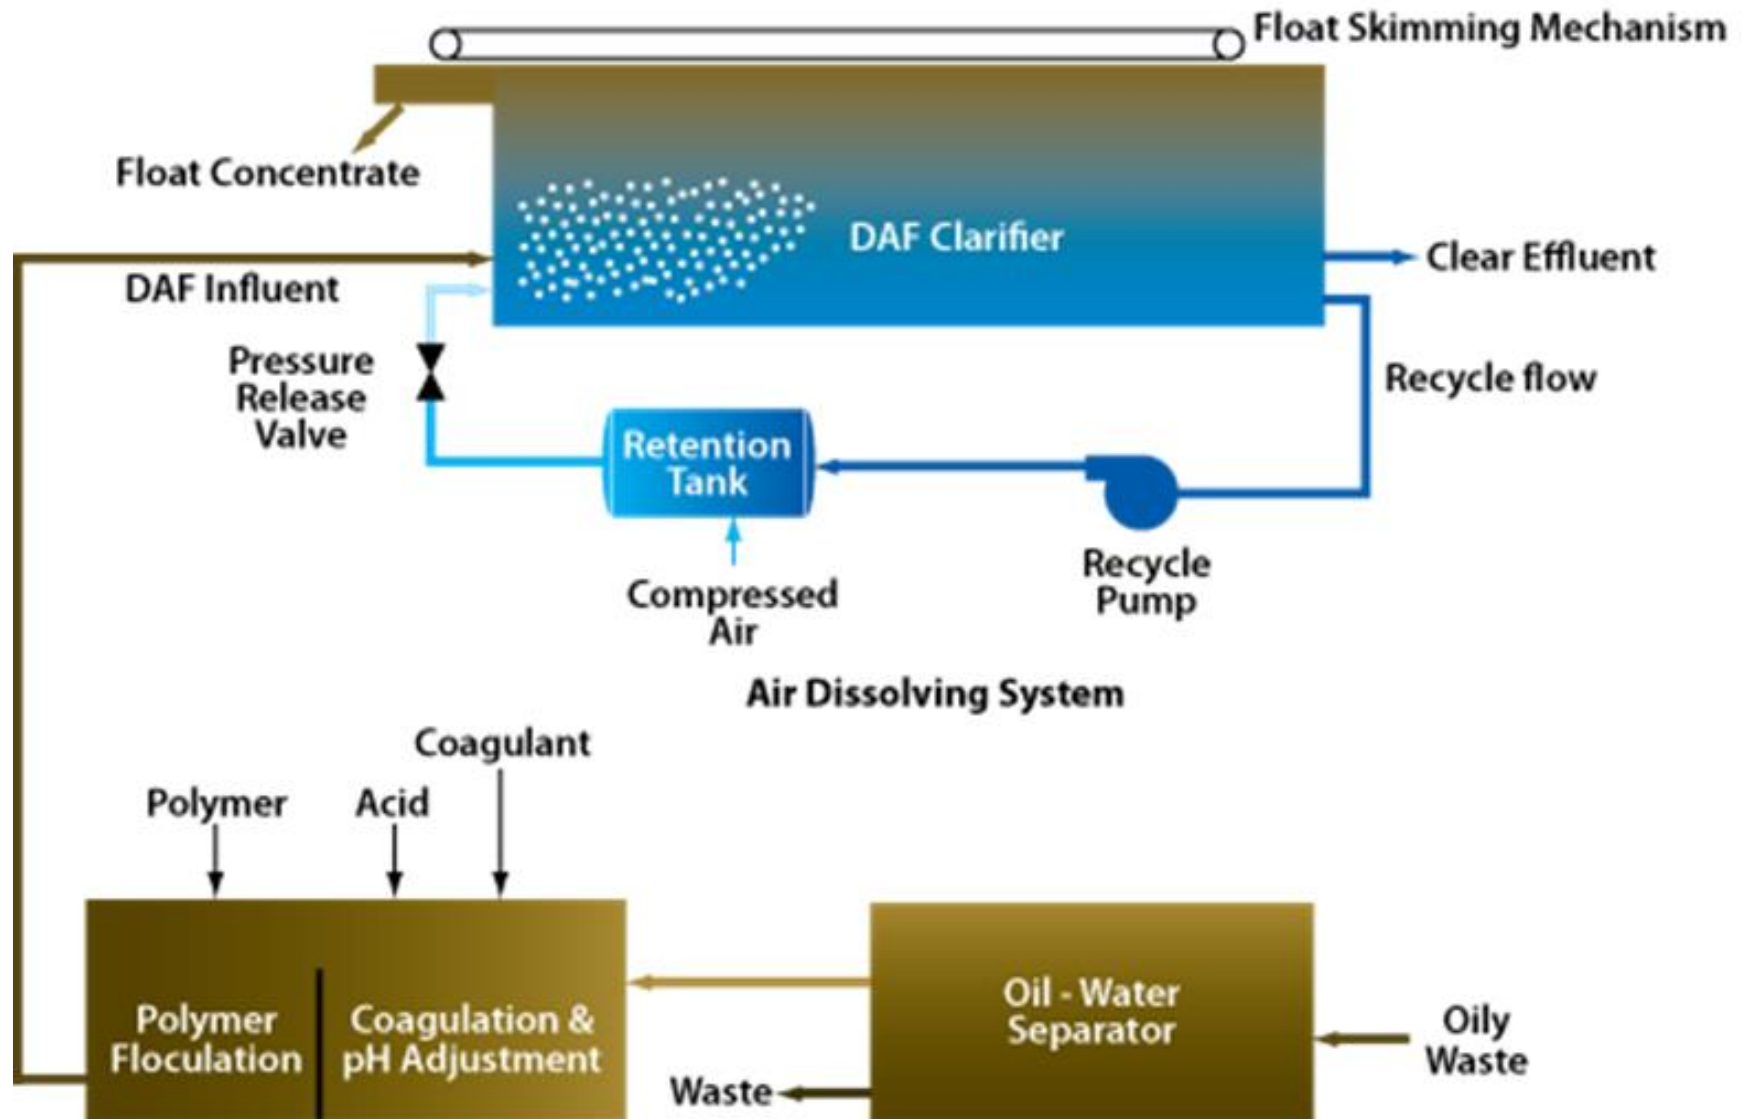 Float Skimming Mechanism
Float Concentrate
DAF Clarifier
Clear Effluent
DAF Influent
Pressure
Release
Valve
Recycle flow
Retention
Tank
Recycle
Pump
Compressed
Air
Air Dissolving System
Coagulant
Polymer
Acid
Polymer
Floculation
Coagulation &
pH Adjustment
Oil - Water
Separator
Oily
Waste
Waste